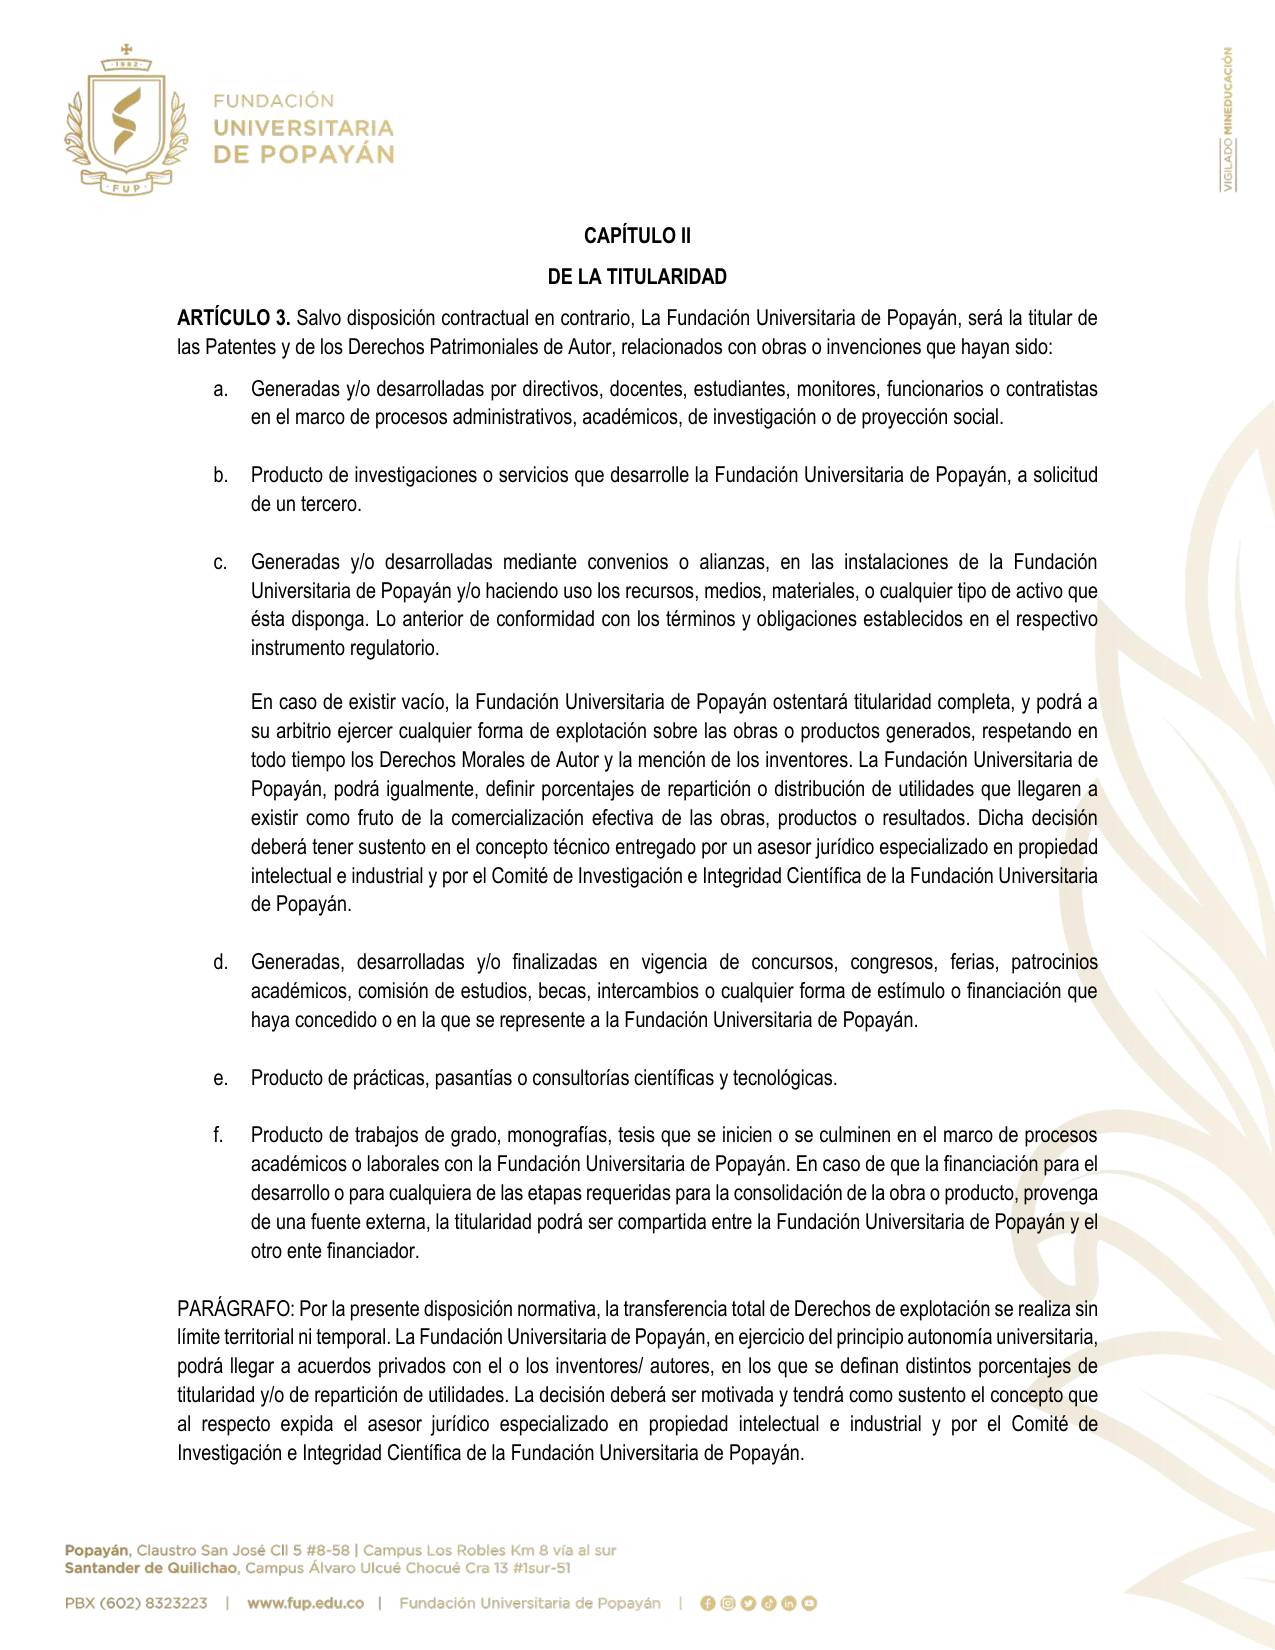 · 1982 ·
FUNDACIÓN
UNIVERSITARIA
DE POPAYÁN
· FUP ·
VIGILADO MINEDUCACIÓN
CAPÍTULO II
DE LA TITULARIDAD
ARTÍCULO 3. Salvo disposición contractual en contrario, La Fundación Universitaria de Popayán, será la titular de
las Patentes y de los Derechos Patrimoniales de Autor, relacionados con obras o invenciones que hayan sido:
a. Generadas y/o desarrolladas por directivos, docentes, estudiantes, monitores, funcionarios o contratistas
en el marco de procesos administrativos, académicos, de investigación o de proyección social.
b. Producto de investigaciones o servicios que desarrolle la Fundación Universitaria de Popayán, a solicitud
de un tercero.
c. Generadas y/o desarrolladas mediante convenios o alianzas, en las instalaciones de la Fundación
Universitaria de Popayán y/o haciendo uso los recursos, medios, materiales, o cualquier tipo de activo que
ésta disponga. Lo anterior de conformidad con los términos y obligaciones establecidos en el respectivo
instrumento regulatorio.
En caso de existir vacío, la Fundación Universitaria de Popayán ostentará titularidad completa, y podrá a
su arbitrio ejercer cualquier forma de explotación sobre las obras o productos generados, respetando en
todo tiempo los Derechos Morales de Autor y la mención de los inventores. La Fundación Universitaria de
Popayán, podrá igualmente, definir porcentajes de repartición o distribución de utilidades que llegaren a
existir como fruto de la comercialización efectiva de las obras, productos o resultados. Dicha decisión
deberá tener sustento en el concepto técnico entregado por un asesor jurídico especializado en propiedad
intelectual e industrial y por el Comité de Investigación e Integridad Científica de la Fundación Universitaria
de Popayán.
d. Generadas, desarrolladas y/o finalizadas en vigencia de concursos, congresos, ferias, patrocinios
académicos, comisión de estudios, becas, intercambios o cualquier forma de estímulo o financiación que
haya concedido o en la que se represente a la Fundación Universitaria de Popayán.
e. Producto de prácticas, pasantías o consultorías científicas y tecnológicas.
f. Producto de trabajos de grado, monografías, tesis que se inicien o se culminen en el marco de procesos
académicos o laborales con la Fundación Universitaria de Popayán. En caso de que la financiación para el
desarrollo o para cualquiera de las etapas requeridas para la consolidación de la obra o producto, provenga
de una fuente externa, la titularidad podrá ser compartida entre la Fundación Universitaria de Popayán y el
otro ente financiador.
PARÁGRAFO: Por la presente disposición normativa, la transferencia total de Derechos de explotación se realiza sin
límite territorial ni temporal. La Fundación Universitaria de Popayán, en ejercicio del principio autonomía universitaria,
podrá llegar a acuerdos privados con el o los inventores/ autores, en los que se definan distintos porcentajes de
titularidad y/o de repartición de utilidades. La decisión deberá ser motivada y tendrá como sustento el concepto que
al respecto expida el asesor jurídico especializado en propiedad intelectual e industrial y por el Comité de
Investigación e Integridad Científica de la Fundación Universitaria de Popayán.
Popayán, Claustro San José Cll 5 #8-58 | Campus Los Robles Km 8 vía al sur
Santander de Quilichao, Campus Álvaro Ulcué Chocué Cra 13 #1sur-51
PBX (602) 8323223 | www.fup.edu.co | Fundación Universitaria de Popayán |